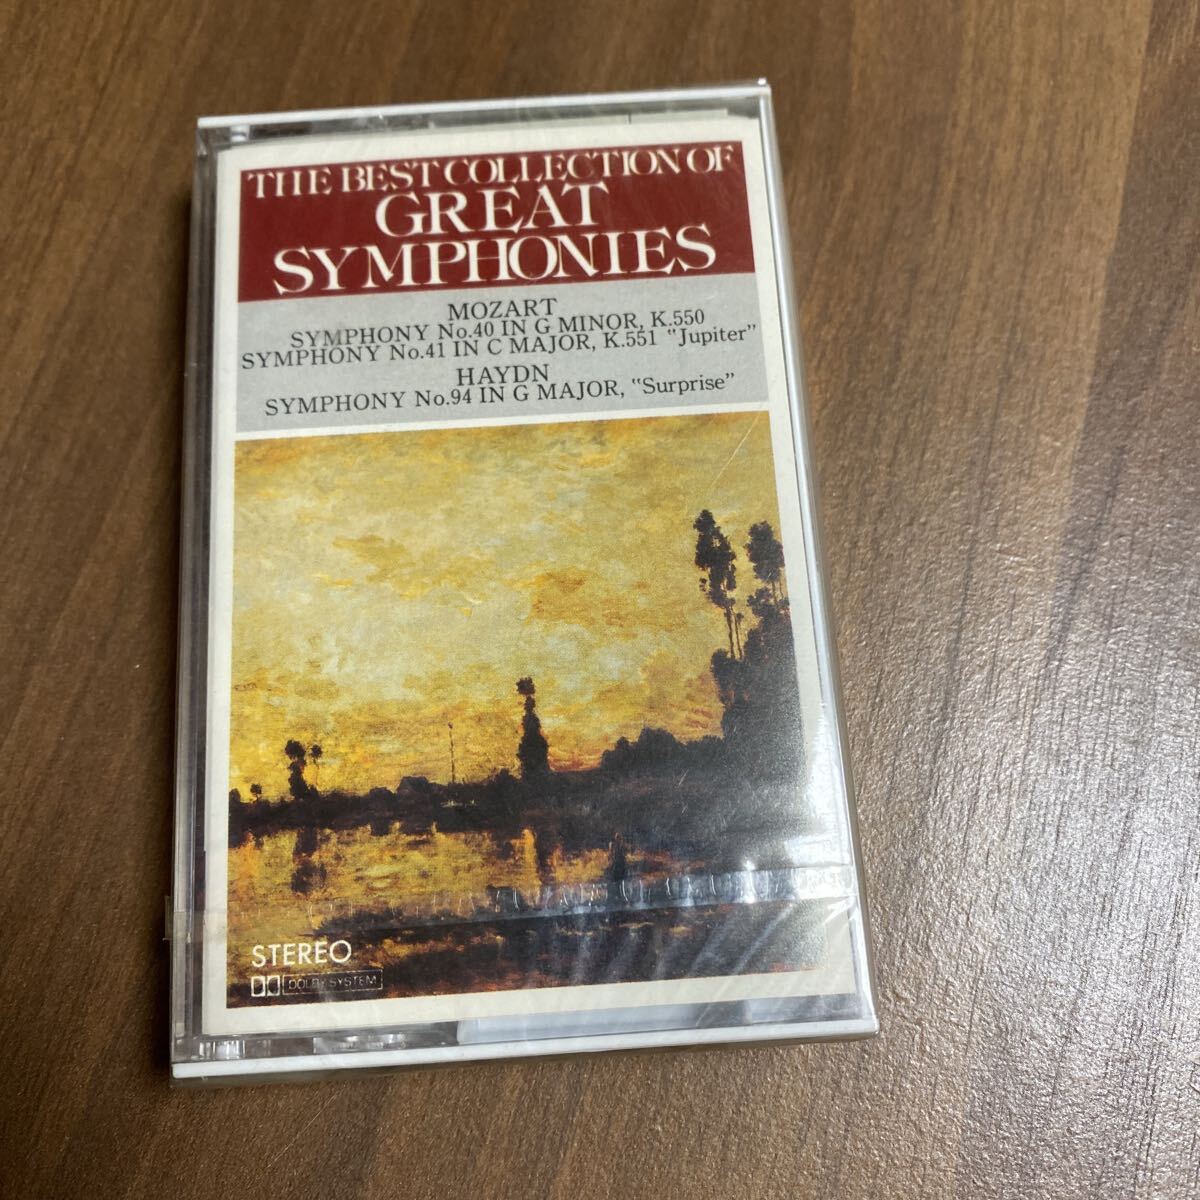 THE BEST COLLECTION OF
GREAT
SYMPHONIES
MOZART
SYMPHONY No.40 IN G MINOR, K.550
SYMPHONY No.41 IN C MAJOR, K.551 "Jupiter"
HAYDN
SYMPHONY No.94 IN G MAJOR, "Surprise"
STEREO
DOLBY SYSTEM